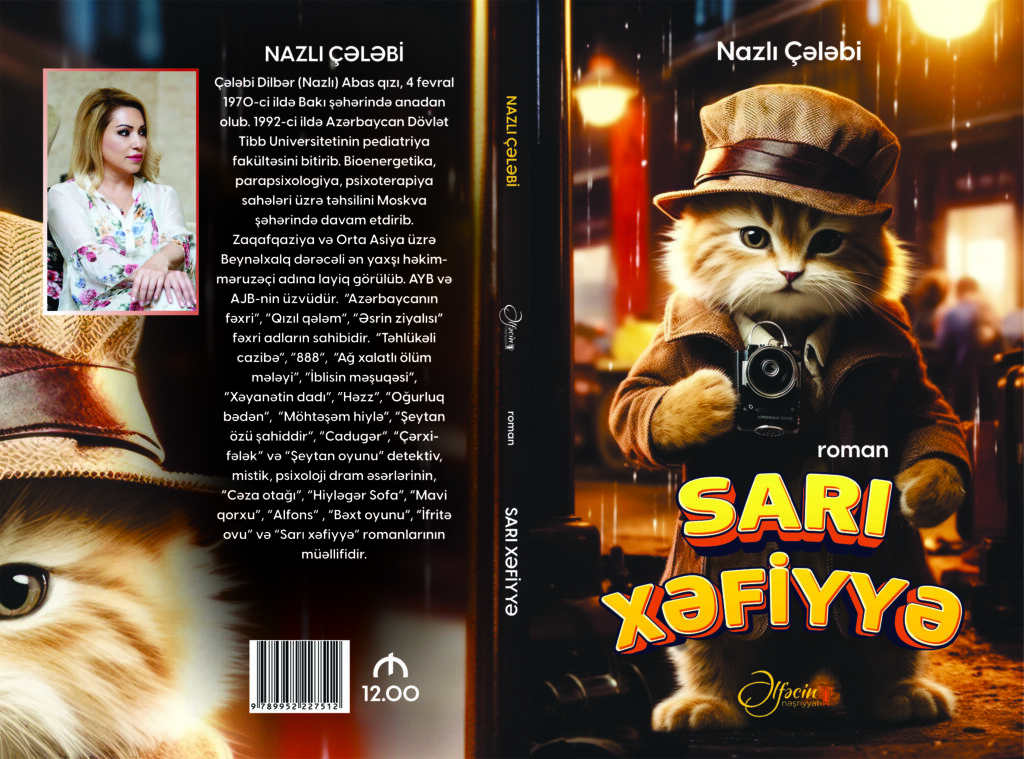 NAZLI ÇƏLƏBİ
Çələbi Dilbər (Nazlı) Abas qızı, 4 fevral
1970-ci ildə Bakı şəhərində anadan
olub. 1992-ci ildə Azərbaycan Dövlət
Tibb Universitetinin pediatriya
fakültəsini bitirib. Bioenergetika,
parapsixologiya, psixoterapiya
sahələri üzrə təhsilini Moskva
şəhərində davam etdirib.
Zaqafqaziya və Orta Asiya üzrə
Beynəlxalq dərəcəli ən yaxşı həkim-
məruzəçi adına layiq görülüb. AYB və
AJB-nin üzvüdür. "Azərbaycanın
fəxri", "Qızıl qələm", "Əsrin ziyalısı"
fəxri adların sahibidir. "Təhlükəli
cazibə", "888", "Ağ xalatlı ölüm
mələyi", "İblisin məşuqəsi",
"Xəyanətin dadı", "Həzz", "Oğurluq
bədən", "Möhtəşəm hiylə", "Şeytan
özü şahiddir", "Cadugər", "Çərxi-
fələk" və "Şeytan oyunu" detektiv,
mistik, psixoloji dram əsərlərinin,
"Cəza otağı", "Hiyləgər Sofa", "Mavi
qorxu", "Alfons" , "Bəxt oyunu", "İfritə
ovu" və "Sarı xəfiyyə" romanlarının
müəllifidir.
9 789952 227512
₼
12.00
NAZLI ÇƏLƏBİ
Əlfəcin
roman
SARI XƏFİYYƏ
Nazlı Çələbi
roman
SARI
XƏFİYYƏ
Əlfəcin
nəşriyyatı